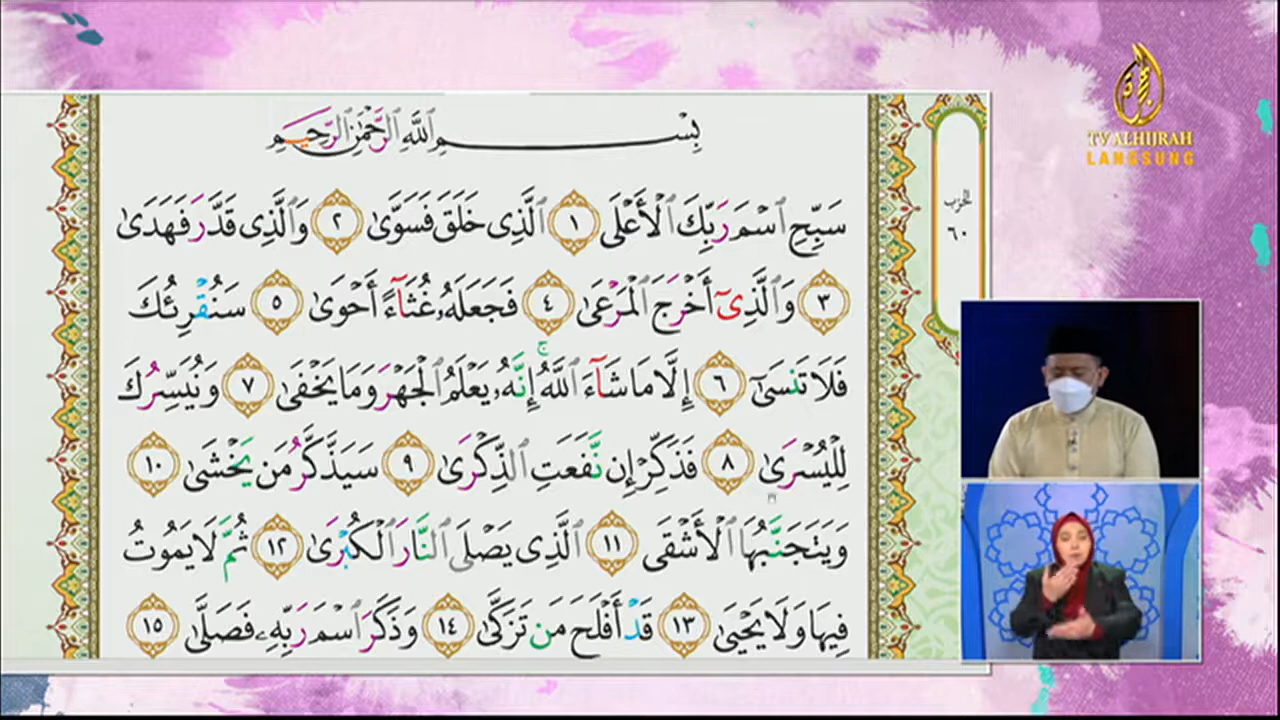 بِسْمِ ٱللَّهِ ٱلرَّحْمَٰنِ ٱلرَّحِيمِ
سَبِّحِ ٱسْمَ رَبِّكَ ٱلْأَعْلَى ١ ٱلَّذِى خَلَقَ فَسَوَّىٰ ٢ وَٱلَّذِى قَدَّرَ فَهَدَىٰ
٣ وَٱلَّذِىٓ أَخْرَجَ ٱلْمَرْعَىٰ ٤ فَجَعَلَهُۥ غُثَآءً أَحْوَىٰ ٥ سَنُقْرِئُكَ
فَلَا تَنسَىٰٓ ٦ إِلَّا مَا شَآءَ ٱللَّهُ ۚ إِنَّهُۥ يَعْلَمُ ٱلْجَهْرَ وَمَا يَخْفَىٰ ٧ وَنُيَسِّرُكَ
لِلْيُسْرَىٰ ٨ فَذَكِّرْ إِن نَّفَعَتِ ٱلذِّكْرَىٰ ٩ سَيَذَّكَّرُ مَن يَخْشَىٰ ١٠
وَيَتَجَنَّبُهَا ٱلْأَشْقَى ١١ ٱلَّذِى يَصْلَى ٱلنَّارَ ٱلْكُبْرَىٰ ١٢ ثُمَّ لَا يَمُوتُ
فِيهَا وَلَا يَحْيَىٰ ١٣ قَدْ أَفْلَحَ مَن تَزَكَّىٰ ١٤ وَذَكَرَ ٱسْمَ رَبِّهِۦ فَصَلَّىٰ ١٥
الحزب
٦٠
TV ALHIJRAH
LANGSUNG